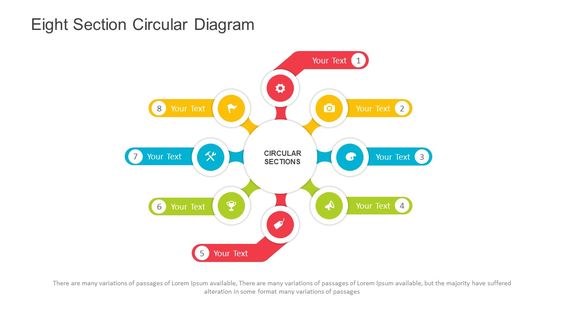 Eight Section Circular Diagram
Your Text 1
8 Your Text
Your Text 2
7 Your Text
CIRCULAR
SECTIONS
Your Text 3
6 Your Text
Your Text 4
5 Your Text
There are many variations of passages of Lorem Ipsum available, There are many variations of passages of Lorem Ipsum available, but the majority have suffered
alteration in some format many variations of passages